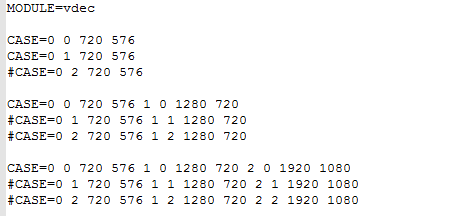 MODULE=vdec
CASE=0 0 720 576
CASE=0 1 720 576
#CASE=0 2 720 576
CASE=0 0 720 576 1 0 1280 720
#CASE=0 1 720 576 1 1 1280 720
#CASE=0 2 720 576 1 2 1280 720
CASE=0 0 720 576 1 0 1280 720 2 0 1920 1080
#CASE=0 1 720 576 1 1 1280 720 2 1 1920 1080
#CASE=0 2 720 576 1 2 1280 720 2 2 1920 1080